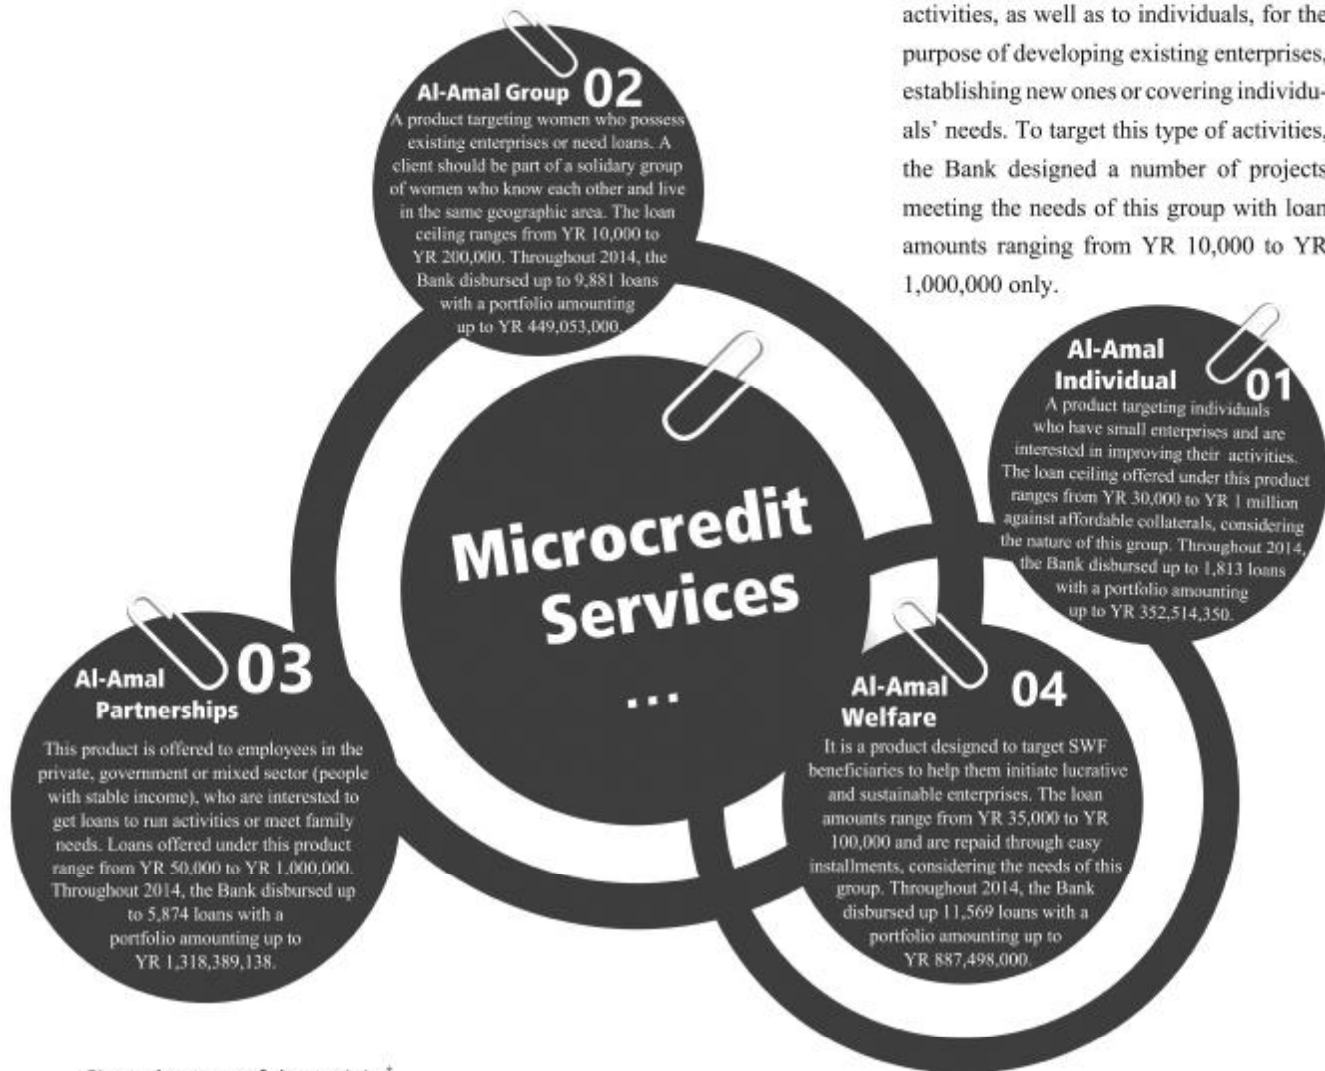 activities, as well as to individuals, for the
purpose of developing existing enterprises,
establishing new ones or covering individu-
als' needs. To target this type of activities,
the Bank designed a number of projects
meeting the needs of this group with loan
amounts ranging from YR 10,000 to YR
1,000,000 only.
Al-Amal Group 02
A product targeting women who possess
existing enterprises or need loans. A
client should be part of a solidary group
of women who know each other and live
in the same geographic area. The loan
ceiling ranges from YR 10,000 to
YR 200,000. Throughout 2014, the
Bank disbursed up to 9,881 loans
with a portfolio amounting
up to YR 449,053,000.
Al-Amal
Individual 01
A product targeting individuals
who have small enterprises and are
interested in improving their activities.
The loan ceiling offered under this product
ranges from YR 30,000 to YR 1 million
against affordable collaterals, considering
the nature of this group. Throughout 2014,
the Bank disbursed up to 1,813 loans
with a portfolio amounting
up to YR 352,514,350.
Microcredit
Services
...
Al-Amal 03
Partnerships
This product is offered to employees in the
private, government or mixed sector (people
with stable income), who are interested to
get loans to run activities or meet family
needs. Loans offered under this product
range from YR 50,000 to YR 1,000,000.
Throughout 2014, the Bank disbursed up
to 5,874 loans with a
portfolio amounting up to
YR 1,318,389,138.
Al-Amal 04
Welfare
It is a product designed to target SWF
beneficiaries to help them initiate lucrative
and sustainable enterprises. The loan
amounts range from YR 35,000 to YR
100,000 and are repaid through easy
installments, considering the needs of this
group. Throughout 2014, the Bank
disbursed up 11,569 loans with a
portfolio amounting up to
YR 887,498,000.